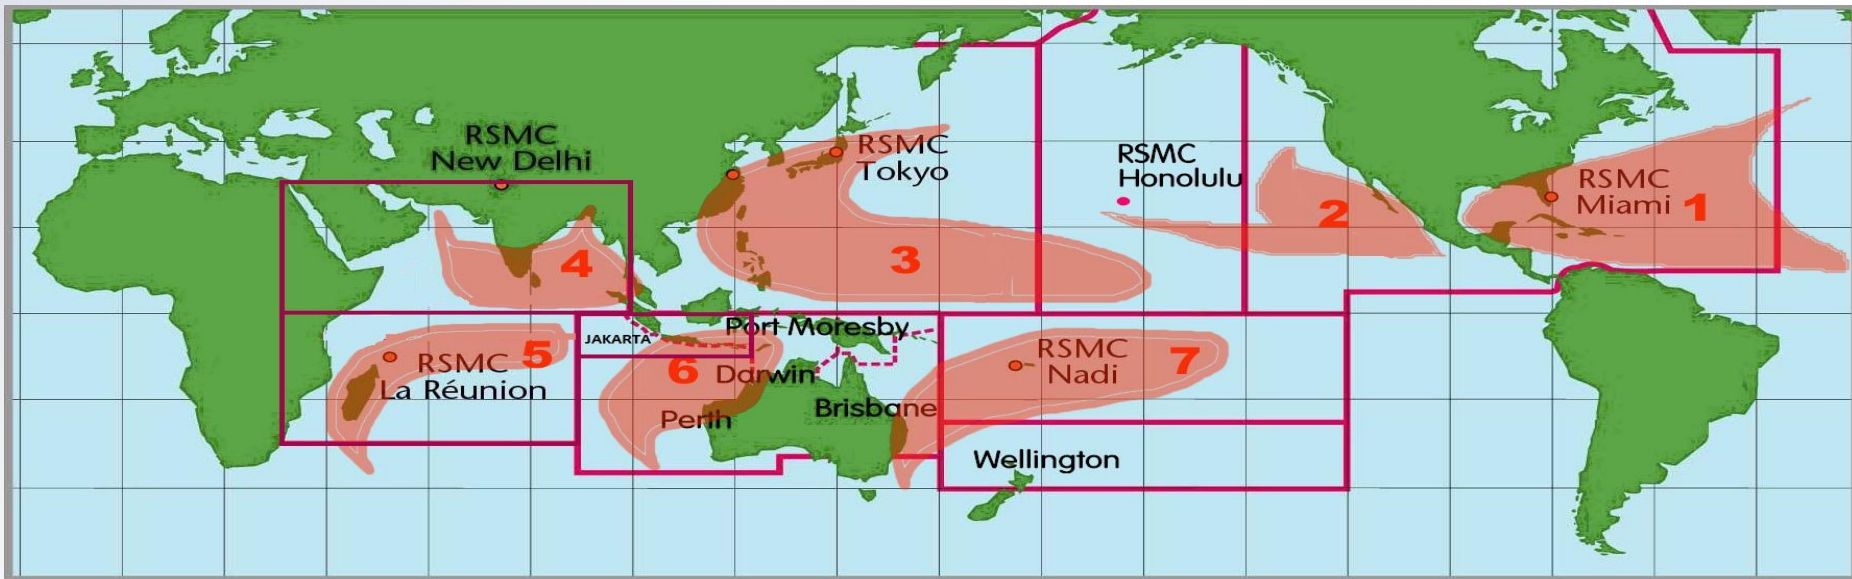 RSMC
New Delhi
RSMC
Tokyo
RSMC
Honolulu
RSMC
Miami 1
2
3
4
JAKARTA
Port Moresby
5
RSMC
La Réunion
6
Darwin
Perth
Brisbane
RSMC
Nadi
7
Wellington